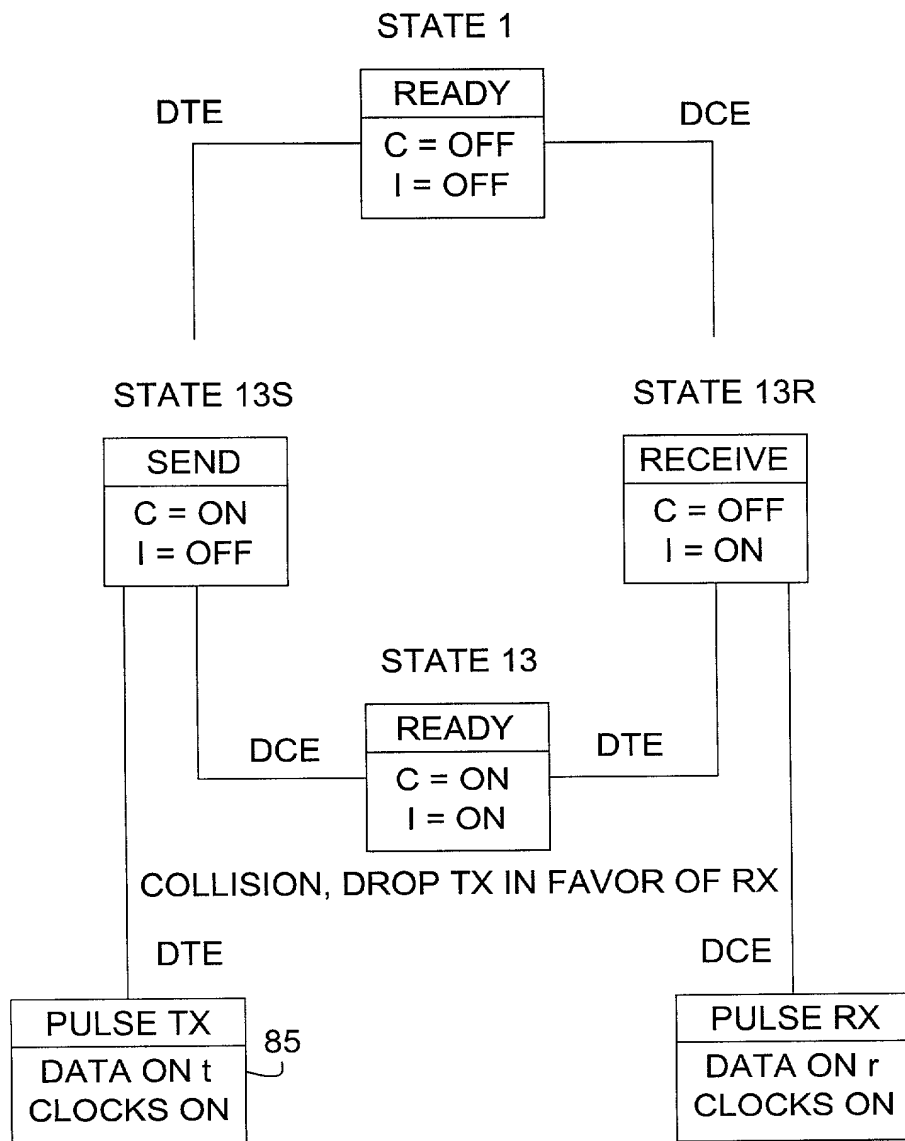 STATE 1
READY
C = OFF
I = OFF
DTE
DCE
STATE 13S
SEND
C = ON
I = OFF
STATE 13R
RECEIVE
C = OFF
I = ON
STATE 13
READY
C = ON
I = ON
DCE
DTE
COLLISION, DROP TX IN FAVOR OF RX
DTE
DCE
PULSE TX
DATA ON t
CLOCKS ON
85
PULSE RX
DATA ON r
CLOCKS ON